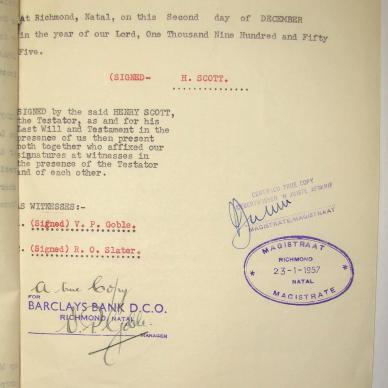 at Richmond, Natal, on this Second day of DECEMBER
in the year of our Lord, One Thousand Nine Hundred and Fifty
Five.
(SIGNED- H. SCOTT.
SIGNED by the said HENRY SCOTT,
the Testator, as and for his
Last Will and Testament in the
presence of us then present
both together who affixed our
signatures at witnesses in
the presence of the Testator
and of each other.
AS WITNESSES:-
. (Signed) V. P. Goble.
. (Signed) R. O. Slater.
CERTIFIED TRUE COPY
GESERTIFISEER 'N JUISTE AFSKRIF
MAGISTRATE/MAGISTRAAT
MAGISTRAAT
RICHMOND
23-1-1957
NATAL
MAGISTRATE
a true Copy
FOR
BARCLAYS BANK D.C.O.
RICHMOND, NATAL
V. P. Goble.
MANAGER